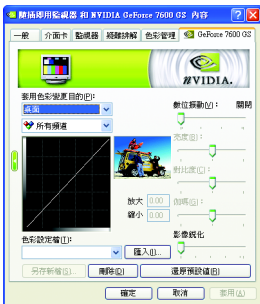 隨插即用監視器 和 NVIDIA GeForce 7600 GS 內容
一般 介面卡 監視器 疑難排解 色彩管理 GeForce 7600 GS
NVIDIA.
套用色彩變更目的(P):
桌面
所有頻道
數位振動(V): 關閉
亮度(B):
對比度(C):
放大 0.00
縮小 0.00
伽瑪(G):
色彩設定檔(T):
匯入(I)...
影像銳化
另存新檔(S)... 刪除(D) 還原預設值(R)
確定 取消 套用(A)